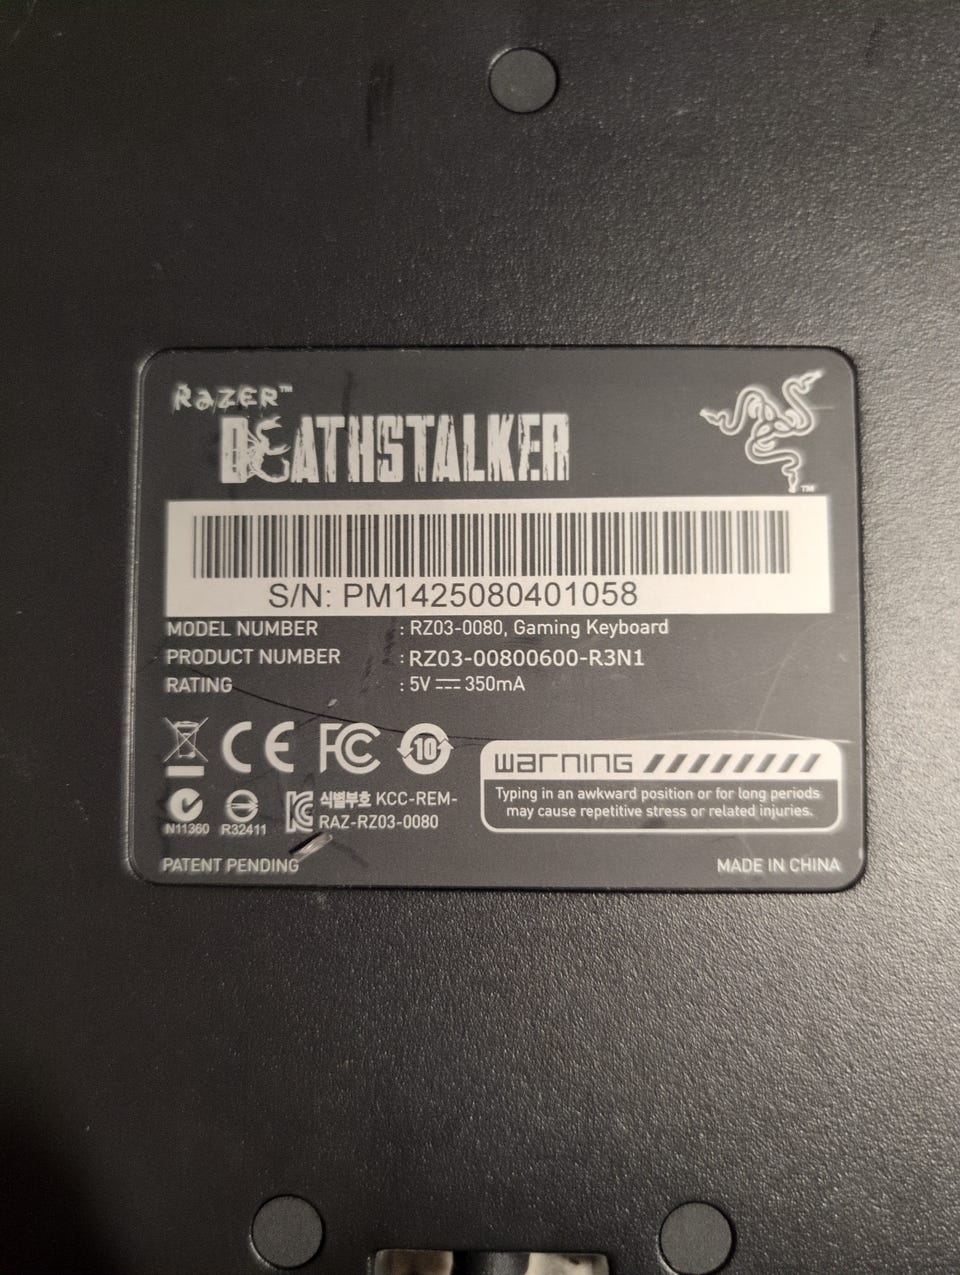 RAZER™
DEATHSTALKER
™
S/N: PM1425080401058
MODEL NUMBER : RZ03-0080, Gaming Keyboard
PRODUCT NUMBER : RZ03-00800600-R3N1
RATING : 5V ⎓ 350mA
CE FC 10
warning
Typing in an awkward position or for long periods
may cause repetitive stress or related injuries.
N11360 R32411
식별부호 KCC-REM-
RAZ-RZ03-0080
PATENT PENDING MADE IN CHINA